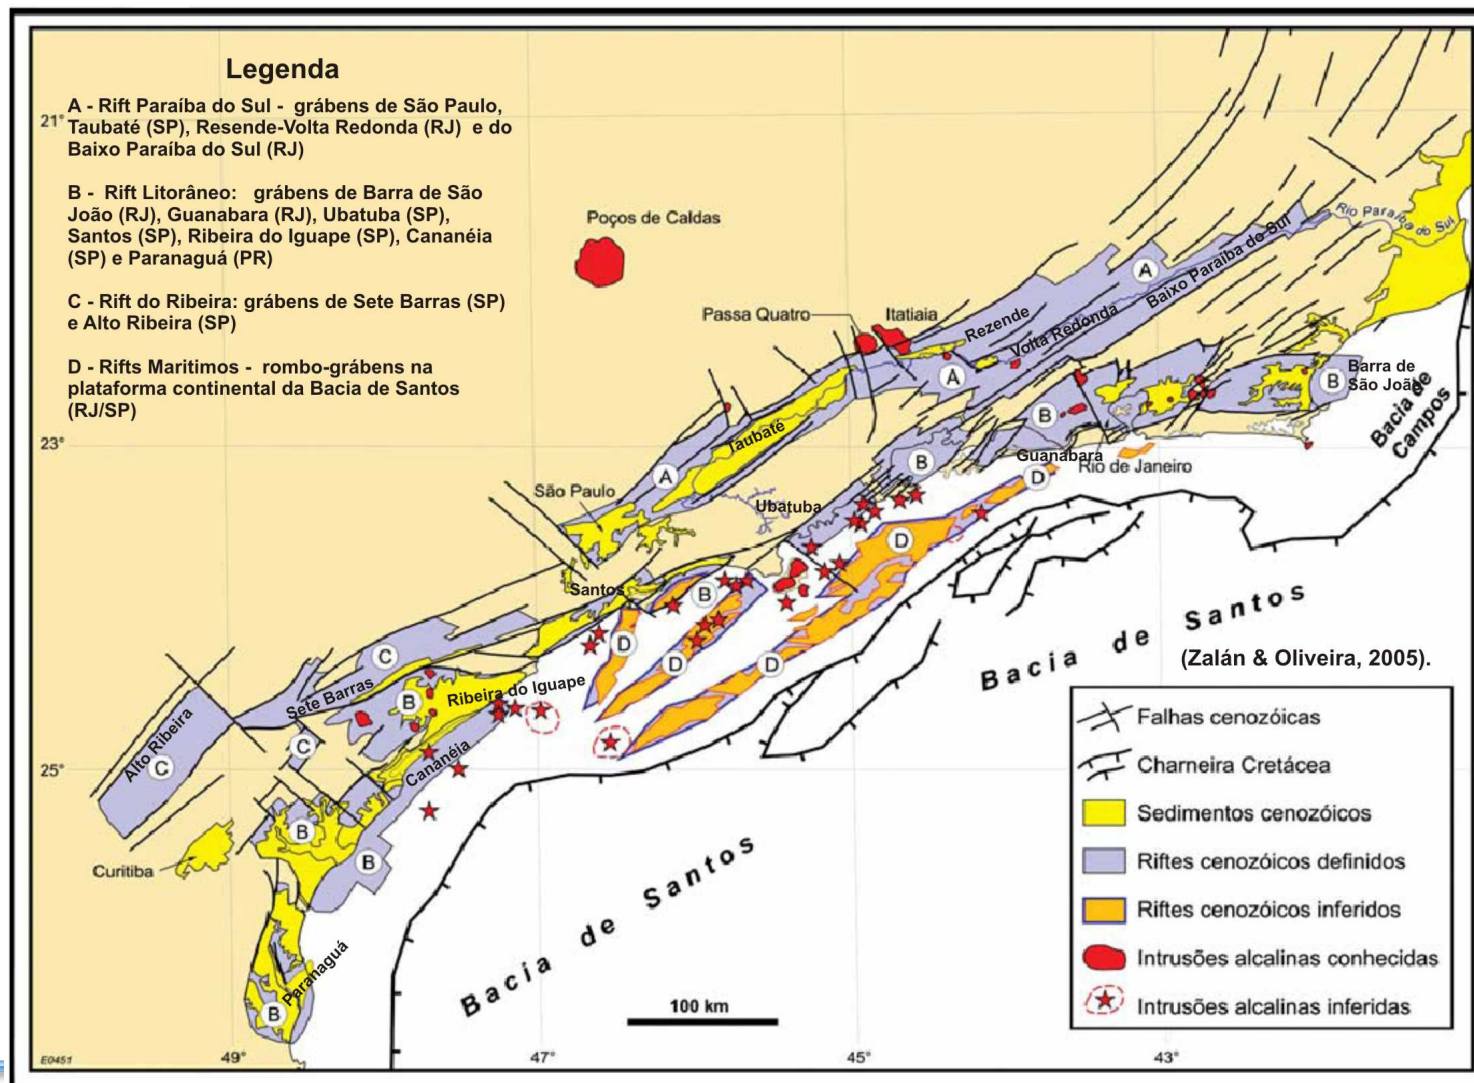 Legenda
A - Rift Paraíba do Sul - grábens de São Paulo,
Taubaté (SP), Resende-Volta Redonda (RJ) e do
Baixo Paraíba do Sul (RJ)
B - Rift Litorâneo: grábens de Barra de São
João (RJ), Guanabara (RJ), Ubatuba (SP),
Santos (SP), Ribeira do Iguape (SP), Cananéia
(SP) e Paranaguá (PR)
C - Rift do Ribeira: grábens de Sete Barras (SP)
e Alto Ribeira (SP)
D - Rifts Maritimos - rombo-grábens na
plataforma continental da Bacia de Santos
(RJ/SP)
21°
23°
25°
Poços de Caldas
Passa Quatro
Itatiaia
Rezende
Volta Redonda
Baixo Paraíba do Sul
Rio Paraíba do Sul
A
A
A
Taubaté
São Paulo
Ubatuba
Santos
Guanabara
Rio de Janeiro
Barra de
São João
Bacia de
Campos
B
B
B
B
D
D
D
D
D
C
C
C
B
B
B
B
Sete Barras
Alto Ribeira
Ribeira do Iguape
Cananéia
Curitiba
Paranaguá
Bacia de Santos
Bacia de Santos
(Zalán & Oliveira, 2005).
Falhas cenozóicas
Charneira Cretácea
Sedimentos cenozóicos
Riftes cenozóicos definidos
Riftes cenozóicos inferidos
Intrusões alcalinas conhecidas
Intrusões alcalinas inferidas
100 km
E0451
49°
47°
45°
43°